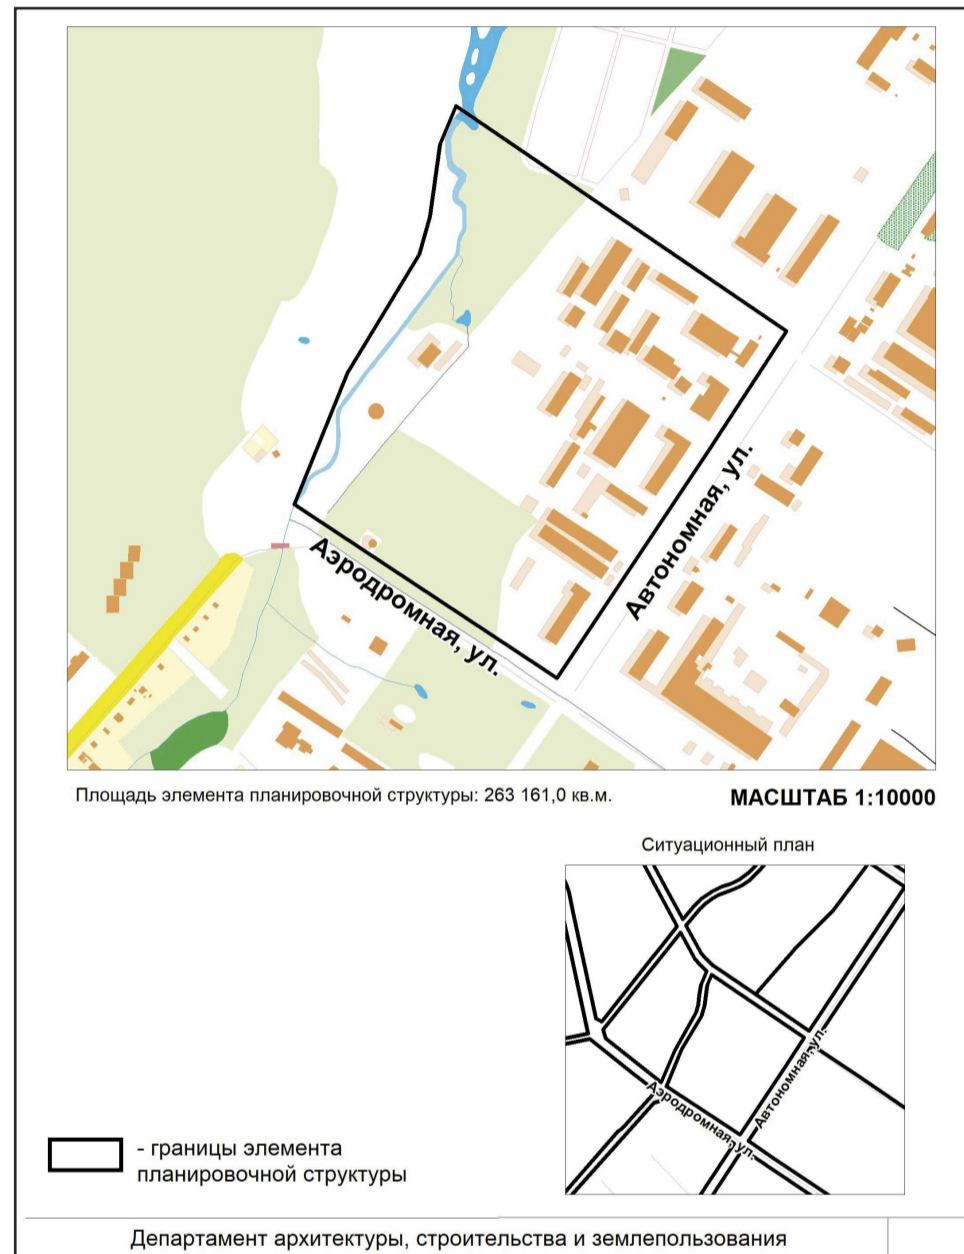 Аэродромная, ул.
Автономная, ул.
Площадь элемента планировочной структуры: 263 161,0 кв.м.
МАСШТАБ 1:10000
Ситуационный план
Автономная, ул.
Аэродромная, ул.
- границы элемента
планировочной структуры
Департамент архитектуры, строительства и землепользования